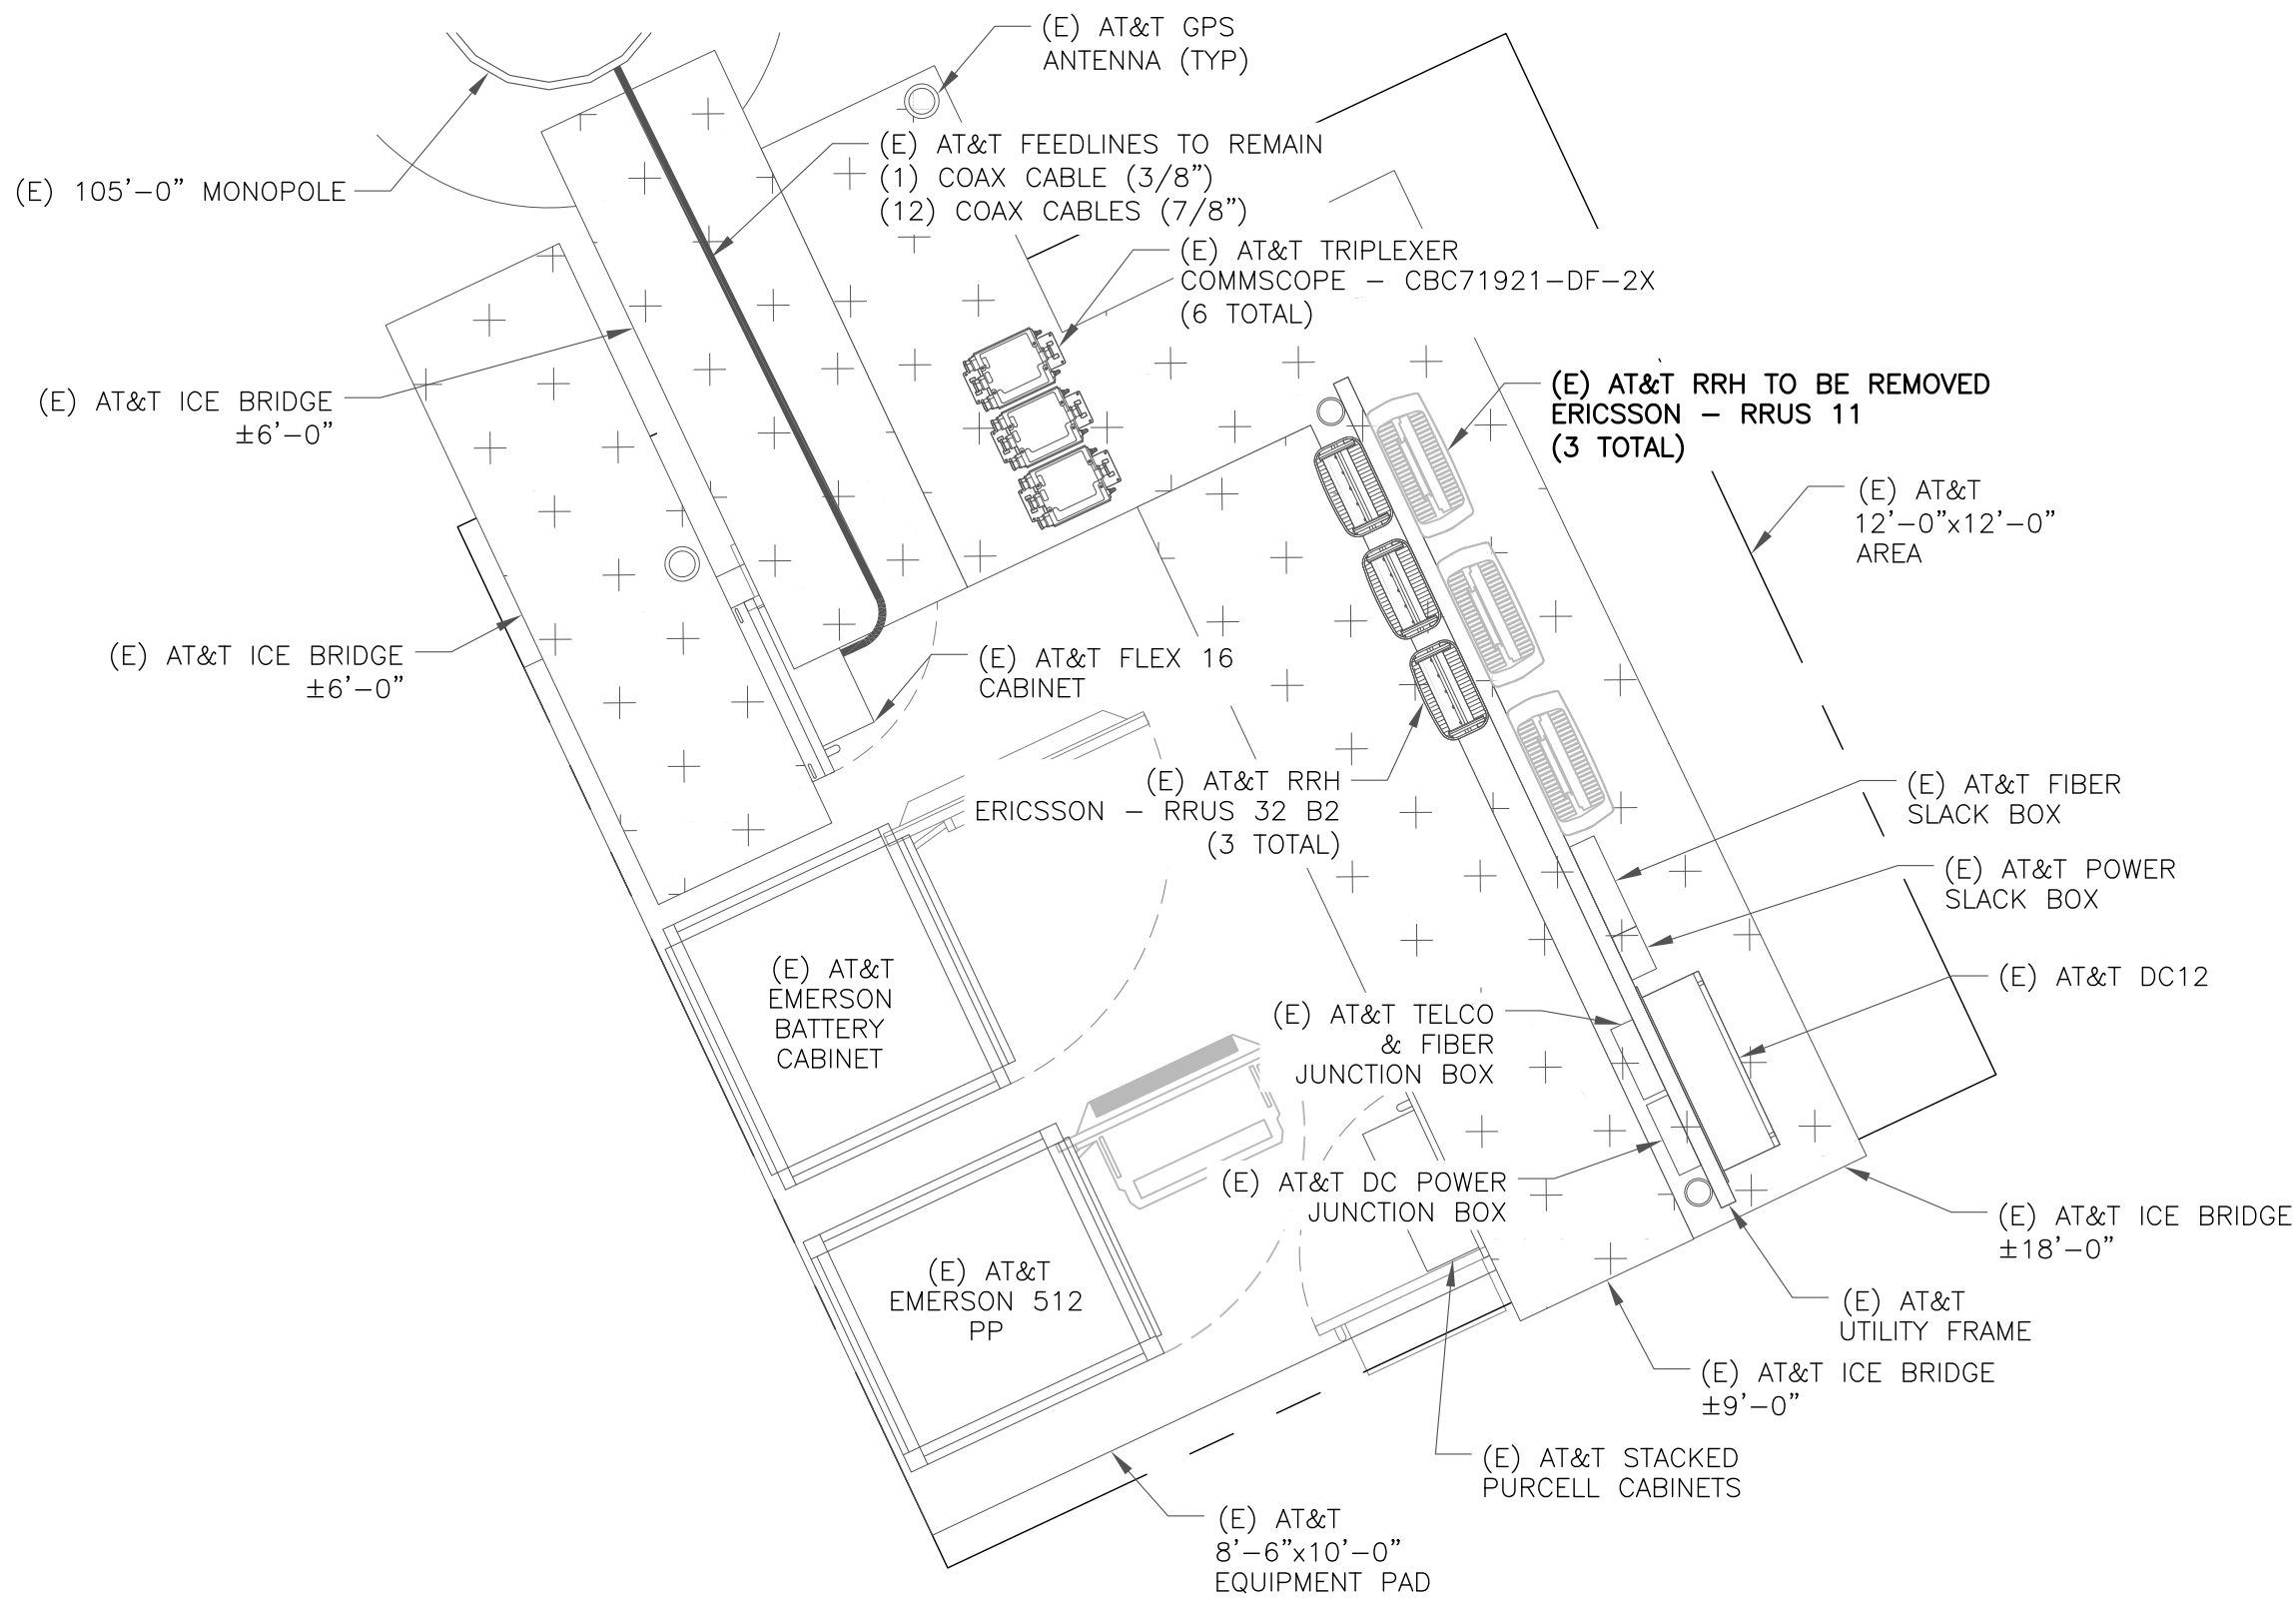 (E) AT&T GPS
ANTENNA (TYP)
(E) AT&T FEEDLINES TO REMAIN
(1) COAX CABLE (3/8")
(12) COAX CABLES (7/8")
(E) 105'-0" MONOPOLE
(E) AT&T TRIPLEXER
COMMSCOPE - CBC71921-DF-2X
(6 TOTAL)
(E) AT&T ICE BRIDGE
±6'-0"
(E) AT&T RRH TO BE REMOVED
ERICSSON - RRUS 11
(3 TOTAL)
(E) AT&T
12'-0"x12'-0"
AREA
(E) AT&T ICE BRIDGE
±6'-0"
(E) AT&T FLEX 16
CABINET
(E) AT&T RRH
ERICSSON - RRUS 32 B2
(3 TOTAL)
(E) AT&T FIBER
SLACK BOX
(E) AT&T POWER
SLACK BOX
(E) AT&T
EMERSON
BATTERY
CABINET
(E) AT&T DC12
(E) AT&T TELCO
& FIBER
JUNCTION BOX
(E) AT&T DC POWER
JUNCTION BOX
(E) AT&T ICE BRIDGE
±18'-0"
(E) AT&T
EMERSON 512
PP
(E) AT&T
UTILITY FRAME
(E) AT&T ICE BRIDGE
±9'-0"
(E) AT&T STACKED
PURCELL CABINETS
(E) AT&T
8'-6"x10'-0"
EQUIPMENT PAD